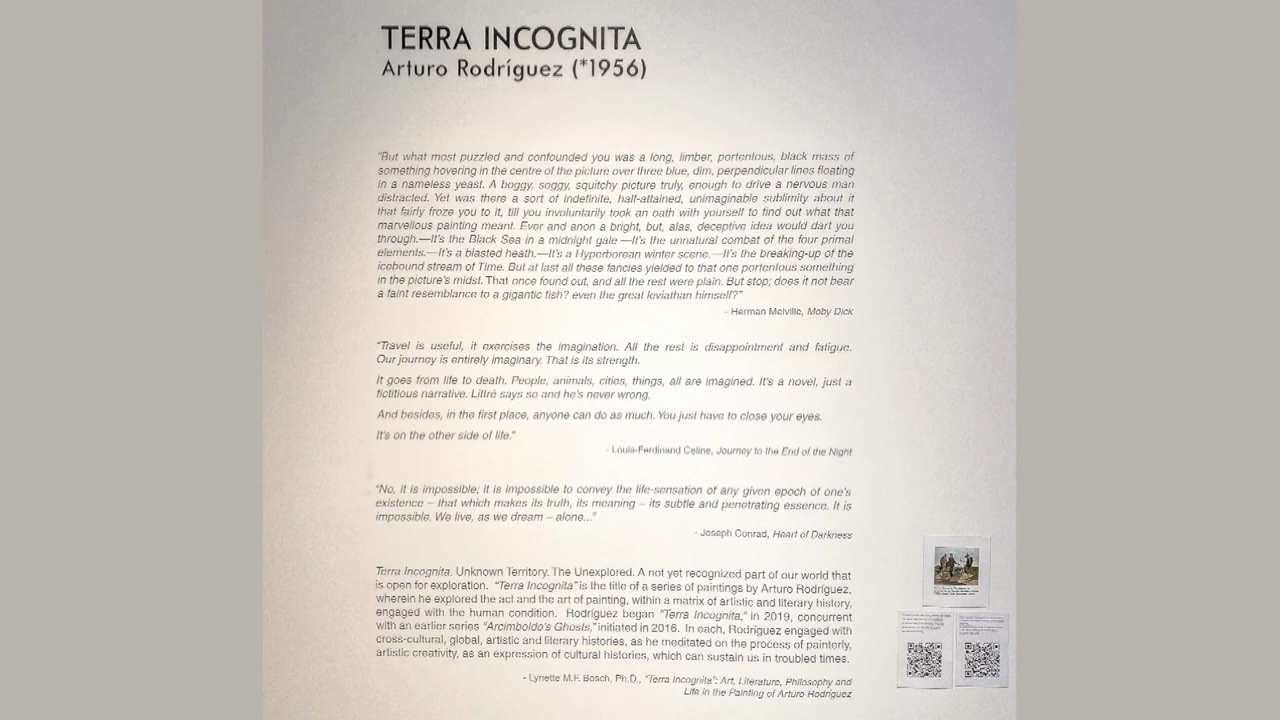 TERRA INCOGNITA
Arturo Rodríguez (*1956)
"But what most puzzled and confounded you was a long, limber, portentous, black mass of
something hovering in the centre of the picture over three blue, dim, perpendicular lines floating
in a nameless yeast. A boggy, soggy, squitchy picture truly, enough to drive a nervous man
distracted. Yet was there a sort of indefinite, half-attained, unimaginable sublimity about it
that fairly froze you to it, till you involuntarily took an oath with yourself to find out what that
marvellous painting meant. Ever and anon a bright, but, alas, deceptive idea would dart you
through.—It's the Black Sea in a midnight gale —It's the unnatural combat of the four primal
elements.—It's a blasted heath.—It's a Hyperborean winter scene.—It's the breaking-up of the
icebound stream of Time. But at last all these fancies yielded to that one portentous something
in the picture's midst. That once found out, and all the rest were plain. But stop; does it not bear
a faint resemblance to a gigantic fish? even the great leviathan himself?"
- Herman Melville, Moby Dick
"Travel is useful, it exercises the imagination. All the rest is disappointment and fatigue.
Our journey is entirely imaginary. That is its strength.
It goes from life to death. People, animals, cities, things, all are imagined. It's a novel, just a
fictitious narrative. Littré says so and he's never wrong.
And besides, in the first place, anyone can do as much. You just have to close your eyes.
It's on the other side of life."
- Louis-Ferdinand Celine, Journey to the End of the Night
"No, it is impossible; it is impossible to convey the life-sensation of any given epoch of one's
existence – that which makes its truth, its meaning – its subtle and penetrating essence. It is
impossible. We live, as we dream – alone..."
- Joseph Conrad, Heart of Darkness
Terra Incognita. Unknown Territory. The Unexplored. A not yet recognized part of our world that
is open for exploration. "Terra Incognita" is the title of a series of paintings by Arturo Rodríguez,
wherein he explored the act and the art of painting, within a matrix of artistic and literary history,
engaged with the human condition. Rodríguez began "Terra Incognita," in 2019, concurrent
with an earlier series "Arcimboldo's Ghosts," initiated in 2016. In each, Rodríguez engaged with
cross-cultural, global, artistic and literary histories, as he meditated on the process of painterly,
artistic creativity, as an expression of cultural histories, which can sustain us in troubled times.
- Lynette M.F. Bosch, Ph.D., "Terra Incognita": Art, Literature, Philosophy and
Life in the Painting of Arturo Rodríguez